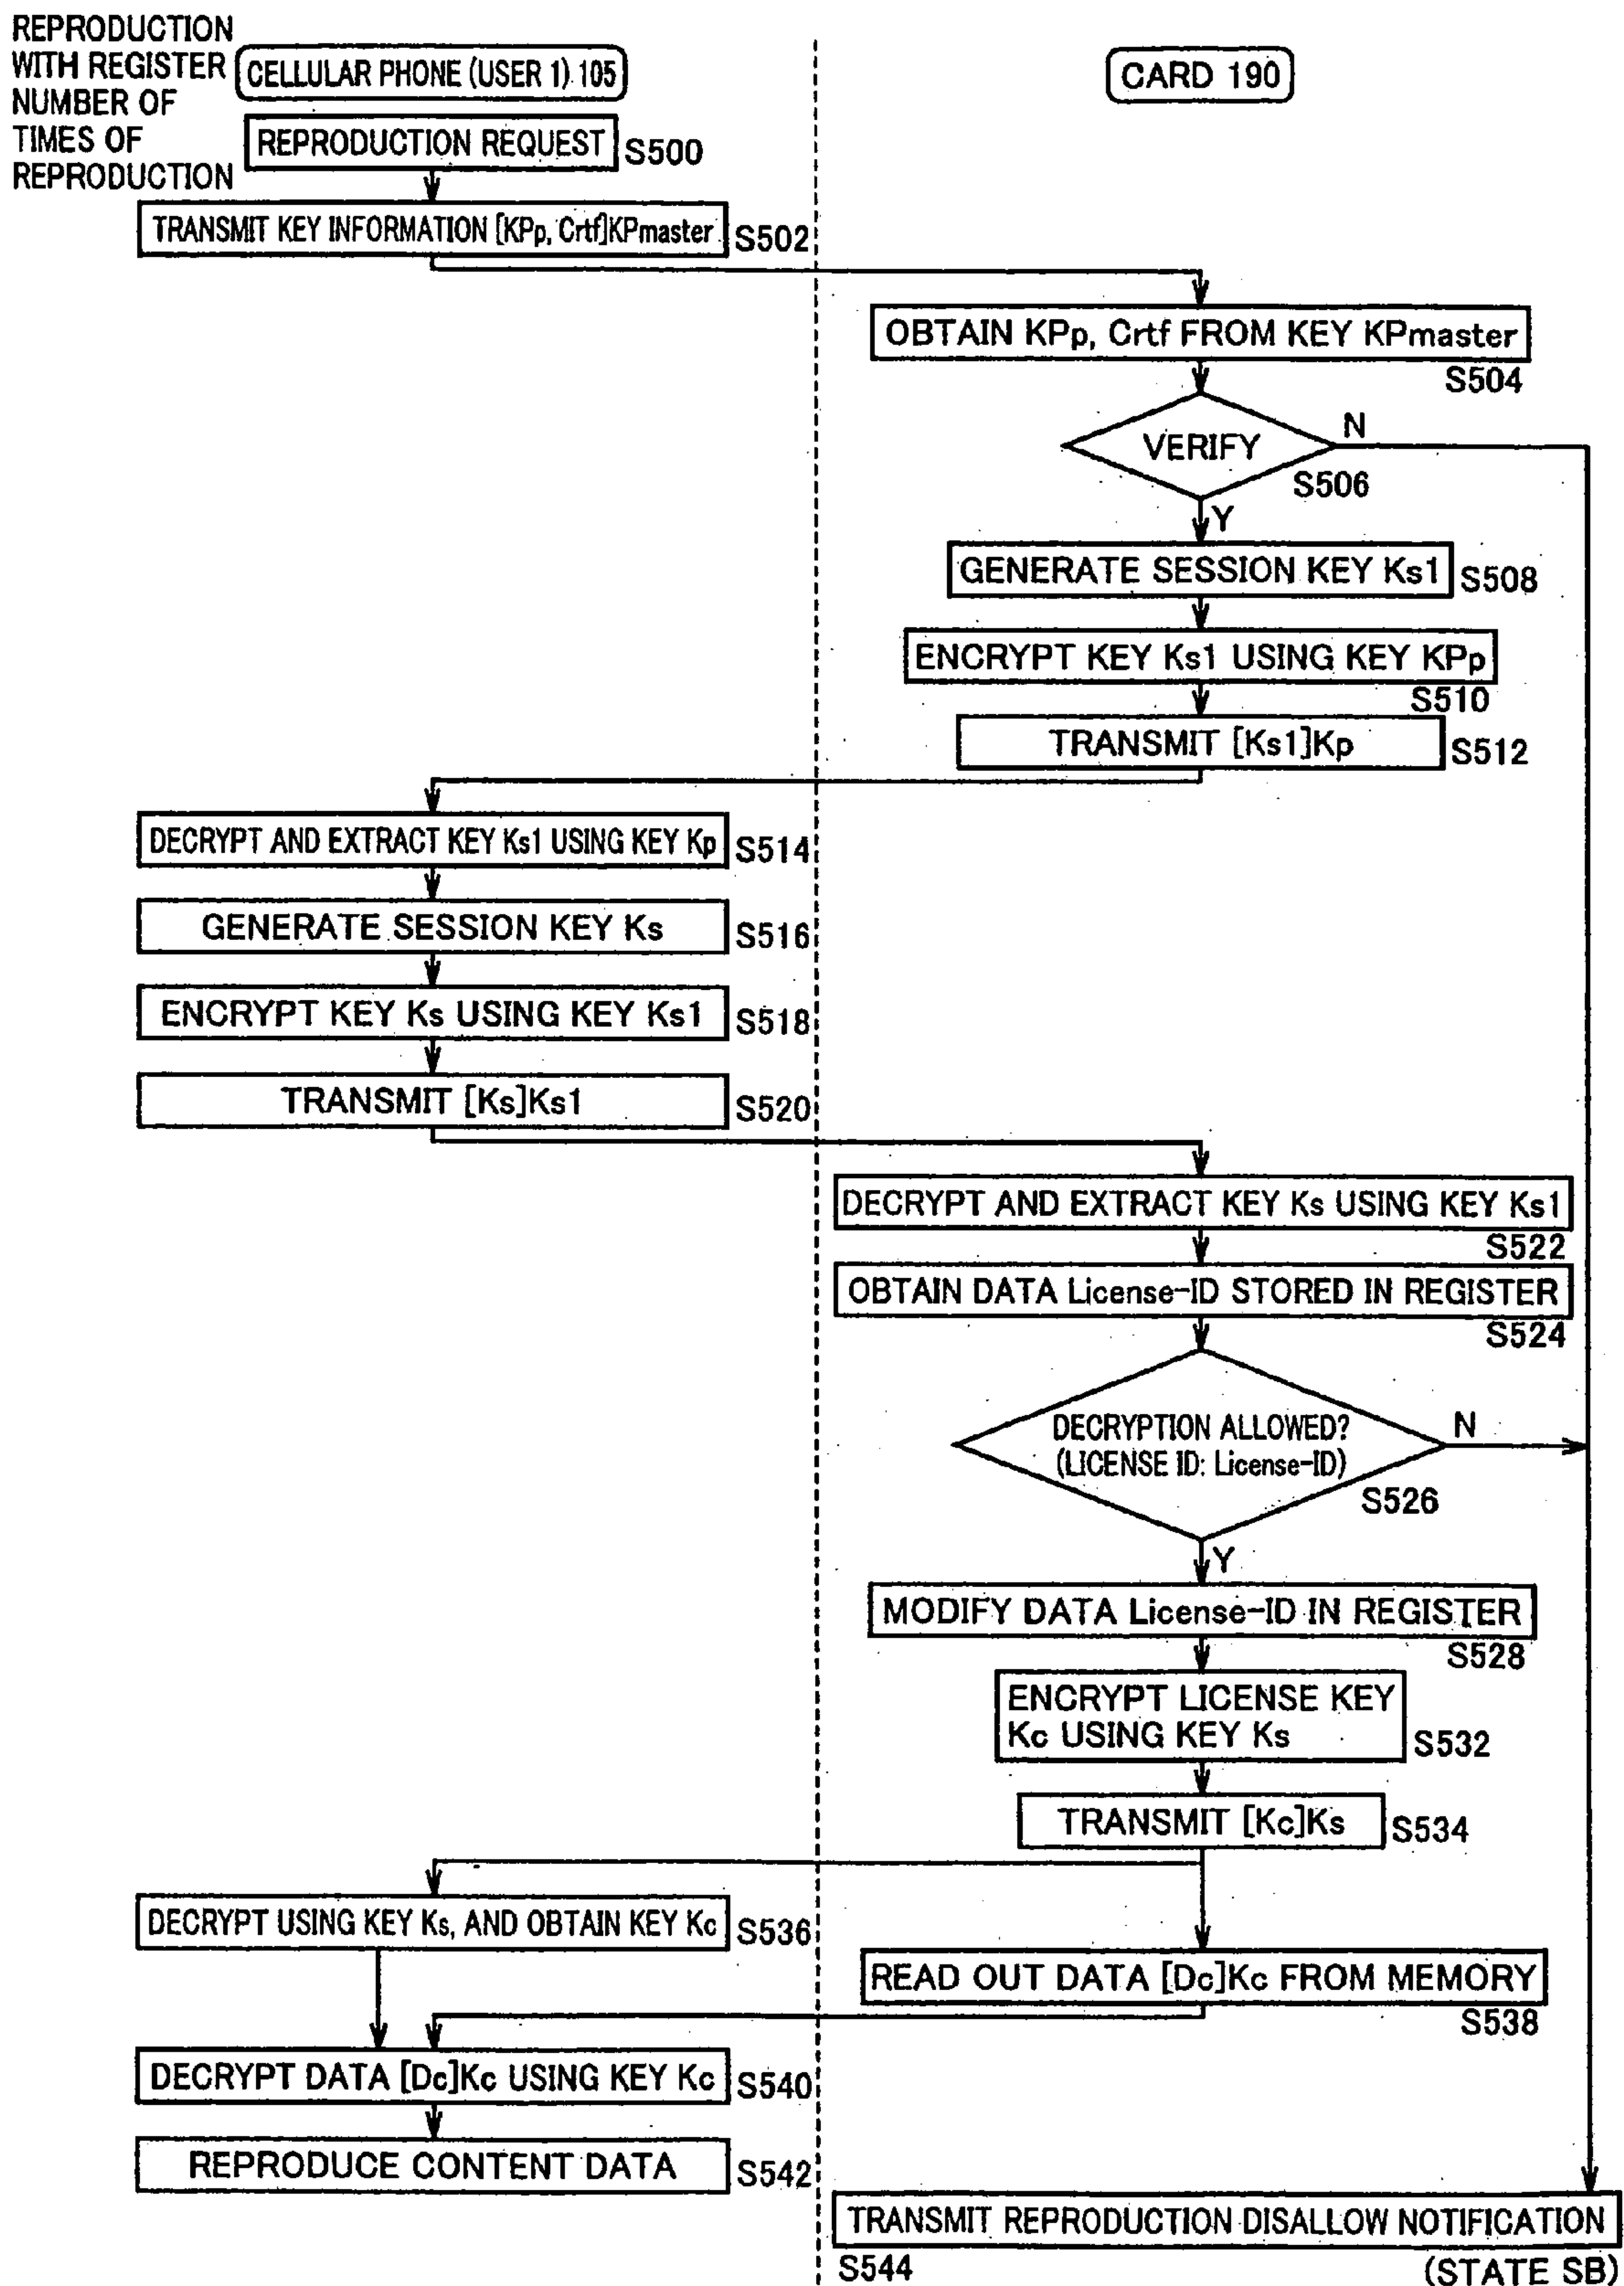 REPRODUCTION
WITH REGISTER
NUMBER OF
TIMES OF
REPRODUCTION
CELLULAR PHONE (USER 1) 105
CARD 190
REPRODUCTION REQUEST
S500
TRANSMIT KEY INFORMATION [KPp, Crtf]KPmaster
S502
OBTAIN KPp, Crtf FROM KEY KPmaster
S504
VERIFY
N
S506
Y
GENERATE SESSION KEY Ks1
S508
ENCRYPT KEY Ks1 USING KEY KPp
S510
TRANSMIT [Ks1]Kp
S512
DECRYPT AND EXTRACT KEY Ks1 USING KEY Kp
S514
GENERATE SESSION KEY Ks
S516
ENCRYPT KEY Ks USING KEY Ks1
S518
TRANSMIT [Ks]Ks1
S520
DECRYPT AND EXTRACT KEY Ks USING KEY Ks1
S522
OBTAIN DATA License-ID STORED IN REGISTER
S524
DECRYPTION ALLOWED?
(LICENSE ID: License-ID)
N
S526
Y
MODIFY DATA License-ID IN REGISTER
S528
ENCRYPT LICENSE KEY
Kc USING KEY Ks
S532
TRANSMIT [Kc]Ks
S534
DECRYPT USING KEY Ks, AND OBTAIN KEY Kc
S536
READ OUT DATA [Dc]Kc FROM MEMORY
S538
DECRYPT DATA [Dc]Kc USING KEY Kc
S540
REPRODUCE CONTENT DATA
S542
TRANSMIT REPRODUCTION DISALLOW NOTIFICATION
S544
(STATE SB)